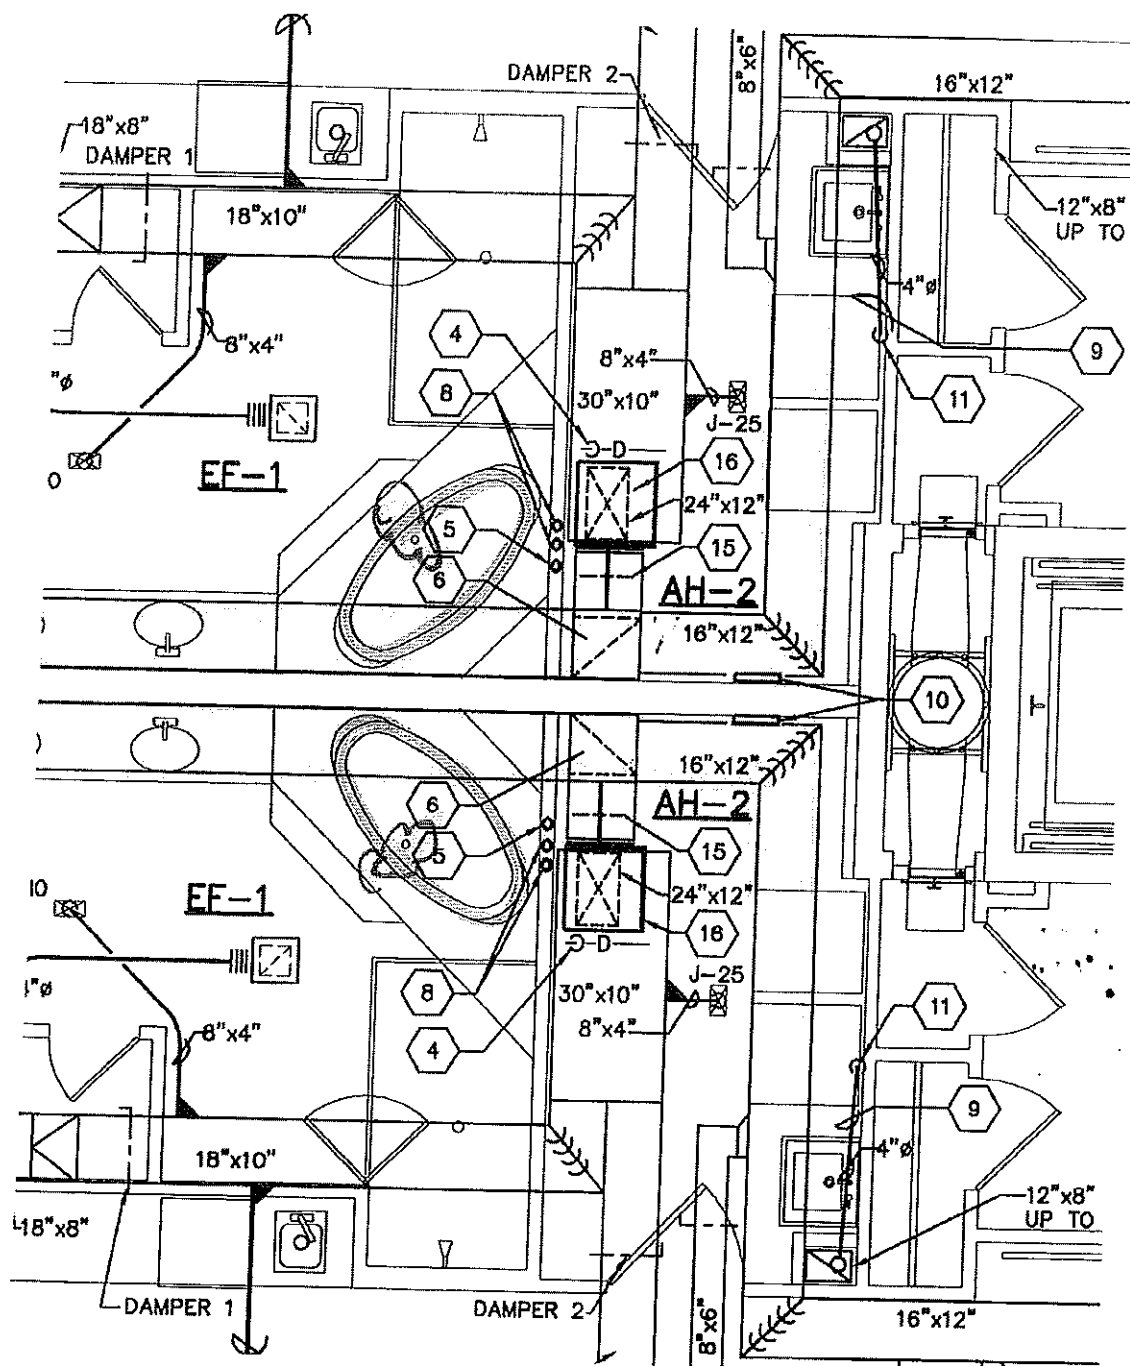 8"x6"
DAMPER 2
16"x12"
18"x8"
DAMPER 1
12"x8"
UP TO
18"x10"
4"ø
4
8"x4"
8"x4"
9
8
30"x10"
11
"ø
J-25
D
16
EF-1
0
24"x12"
5
15
6
AH-2
16"x12"
10
16"x12"
6
AH-2
5
15
10
24"x12"
EF-1
16
D
J-25
8
30"x10"
"ø
11
8"x4"
8"x4"
4
9
4"ø
18"x10"
12"x8"
UP TO
18"x8"
DAMPER 1
DAMPER 2
8"x6"
16"x12"